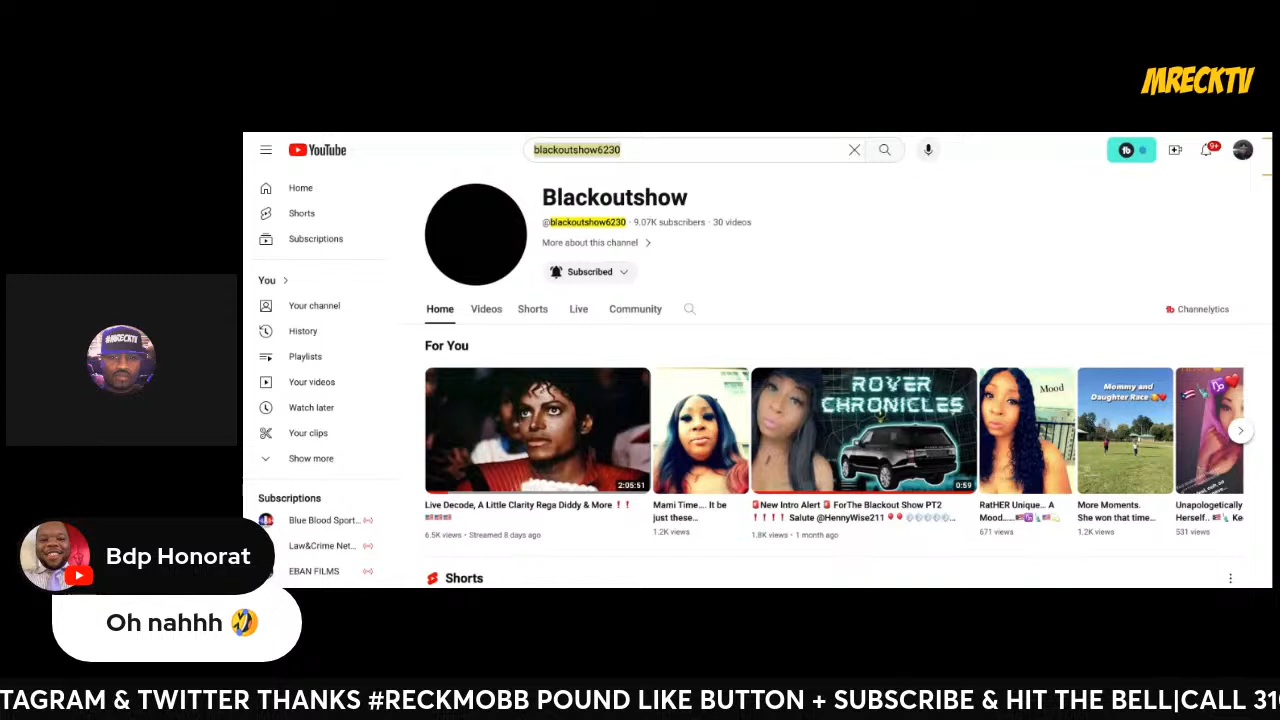 MRECKTV
YouTube
blackoutshow6230
9+
Home
Shorts
Subscriptions
You
Your channel
History
Playlists
Your videos
Watch later
Your clips
Show more
Subscriptions
Blue Blood Sport...
Law&Crime Net...
EBAN FILMS
Blackoutshow
@blackoutshow6230 · 9.07K subscribers · 30 videos
More about this channel
Subscribed
Home Videos Shorts Live Community
Channelytics
For You
2:05:51
Live Decode, A Little Clarity Rega Diddy & More ❗❗
🇺🇸🇺🇸🇺🇸
6.5K views · Streamed 8 days ago
Mami Time.... It be
just these...
1.2K views
ROVER
CHRONICLES
0:59
🚨New Intro Alert 🚨 ForThe Blackout Show PT2
❗❗❗❗ Salute @HennyWise211
1.8K views · 1 month ago
Mood
RatHER Unique... A
Mood......
671 views
Mommy and
Daughter Race
More Moments.
She won that time...
1.2K views
Unapologetically
Herself..
531 views
Shorts
#MRECKTV
Bdp Honorat
Oh nahhh 🤣
TAGRAM & TWITTER THANKS #RECKMOBB POUND LIKE BUTTON + SUBSCRIBE & HIT THE BELL|CALL 31